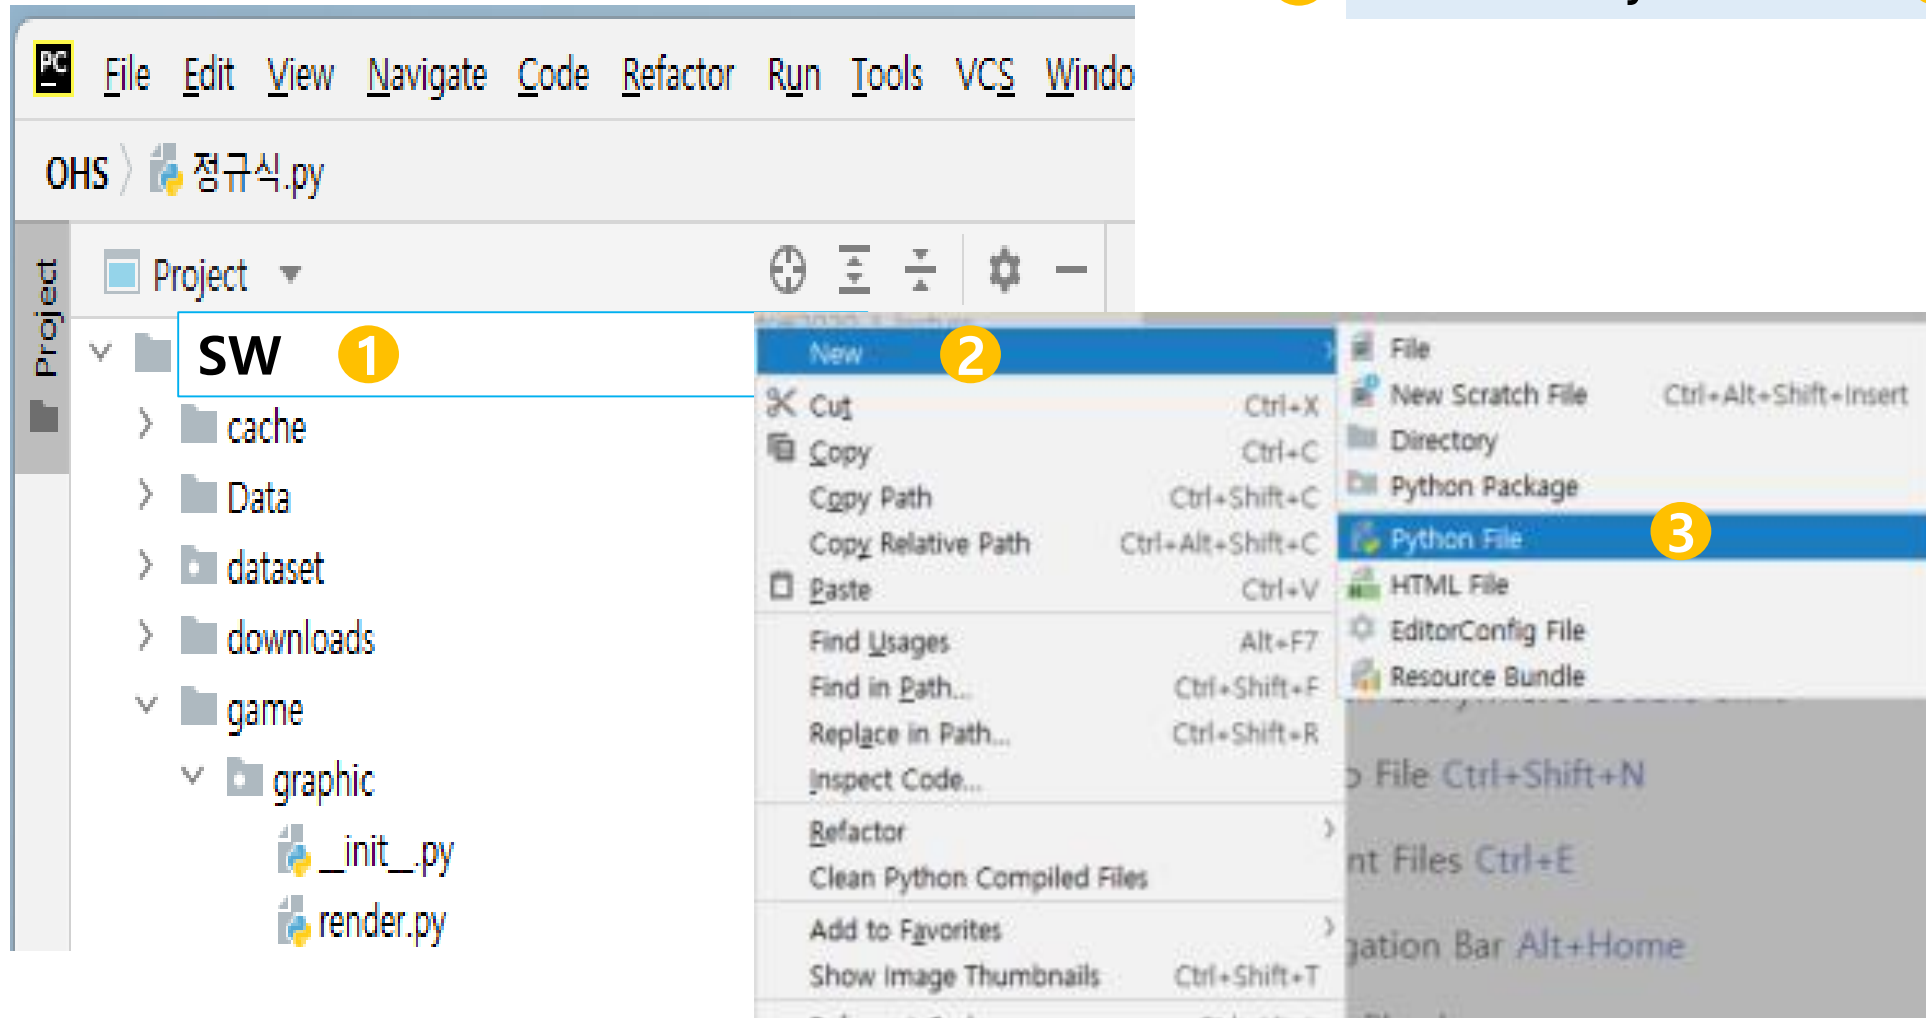 PC File Edit View Navigate Code Refactor Run Tools VCS Windo
OHS 정규식.py
Project
Project
SW 1
cache
Data
dataset
downloads
game
graphic
__init__.py
render.py
New 2
Cut Ctrl+X
Copy Ctrl+C
Copy Path Ctrl+Shift+C
Copy Relative Path Ctrl+Alt+Shift+C
Paste Ctrl+V
Find Usages Alt+F7
Find in Path... Ctrl+Shift+F
Replace in Path... Ctrl+Shift+R
Inspect Code...
Refactor
Clean Python Compiled Files
Add to Favorites
Show Image Thumbnails Ctrl+Shift+T
File
New Scratch File Ctrl+Alt+Shift+Insert
Directory
Python Package
Python File 3
HTML File
EditorConfig File
Resource Bundle
File Ctrl+Shift+N
nt Files Ctrl+E
gation Bar Alt+Home